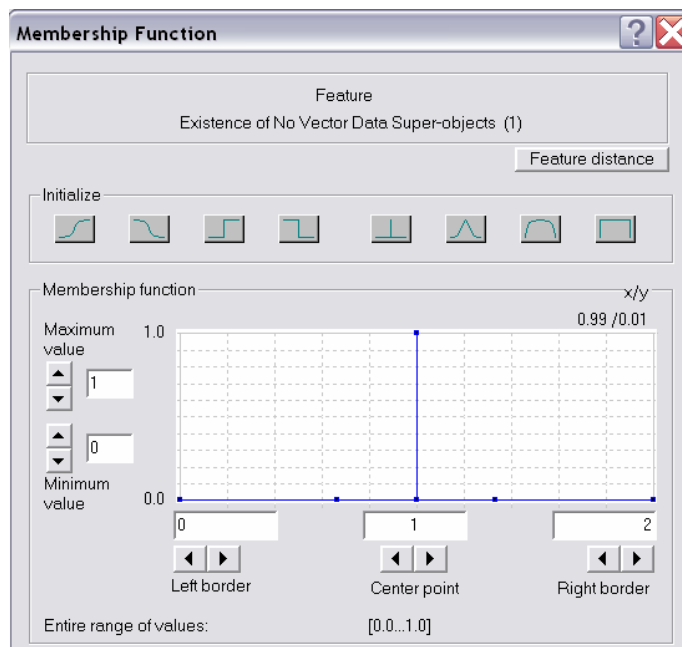 Membership Function
?
Feature
Existence of No Vector Data Super-objects (1)
Feature distance
Initialize
Membership function
x/y
0.99 /0.01
Maximum value
1.0
1
0
Minimum value
0.0
0
1
2
Left border
Center point
Right border
Entire range of values:
[0.0...1.0]